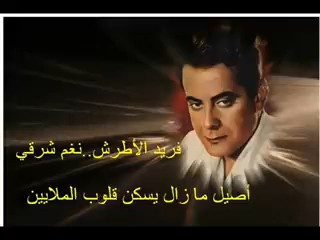 فريد الأطرش..نغم شرقي
أصيل ما زال يسكن قلوب الملايين